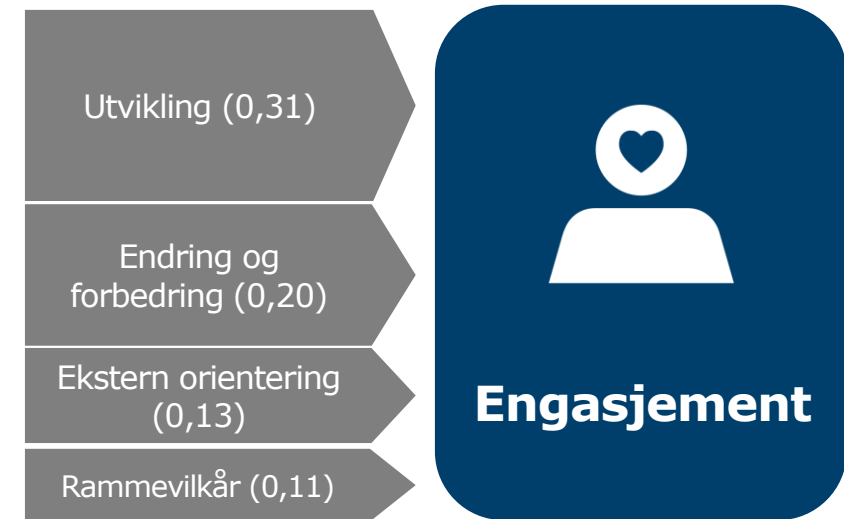 Utvikling (0,31)
Endring og
forbedring (0,20)
Ekstern orientering
(0,13)
Rammevilkår (0,11)
Engasjement